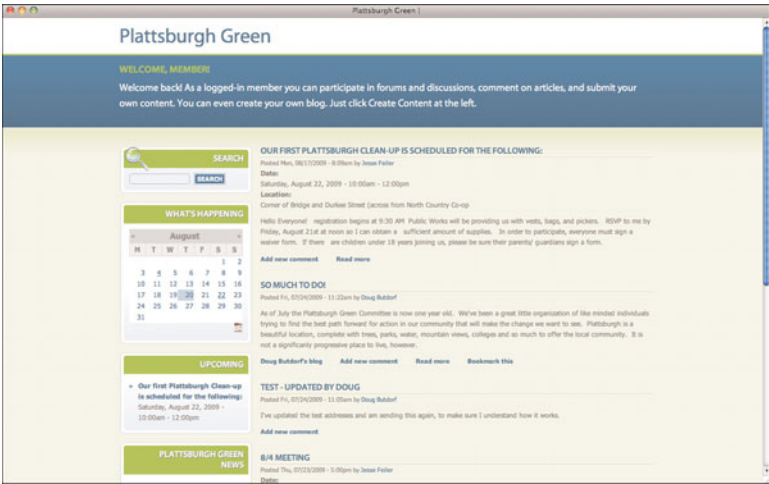 Plattsburgh Green |
Plattsburgh Green
WELCOME, MEMBER!
Welcome back! As a logged-in member you can participate in forums and discussions, comment on articles, and submit your
own content. You can even create your own blog. Just click Create Content at the left.
SEARCH
SEARCH
WHAT'S HAPPENING
« August »
M T W T F S S
1 2
3 4 5 6 7 8 9
10 11 12 13 14 15 16
17 18 19 20 21 22 23
24 25 26 27 28 29 30
31
UPCOMING
» Our first Plattsburgh Clean-up
is scheduled for the following:
Saturday, August 22, 2009 -
10:00am - 12:00pm
PLATTSBURGH GREEN
NEWS
OUR FIRST PLATTSBURGH CLEAN-UP IS SCHEDULED FOR THE FOLLOWING:
Posted Mon, 08/17/2009 - 8:09am by Jesse Feiler
Date:
Saturday, August 22, 2009 - 10:00am - 12:00pm
Location:
Corner of Bridge and Durkee Street (across from North Country Co-op
Hello Everyone! registration begins at 9:30 AM Public Works will be providing us with vests, bags, and pickers. RSVP to me by
Friday, August 21st at noon so I can obtain a sufficient amount of supplies. In order to participate, everyone must sign a
waiver form. If there are children under 18 years joining us, please be sure their parents/ guardians sign a form.
Add new comment Read more
SO MUCH TO DO!
Posted Fri, 07/24/2009 - 11:22am by Doug Butdorf
As of July the Plattsburgh Green Committee is now one year old. We've been a great little organization of like minded individuals
trying to find the best path forward for action in our community that will make the change we want to see. Plattsburgh is a
beautiful location, complete with trees, parks, water, mountain views, colleges and so much to offer the local community. It is
not a significantly progressive place to live, however.
Doug Butdorf's blog Add new comment Read more Bookmark this
TEST - UPDATED BY DOUG
Posted Fri, 07/24/2009 - 11:05am by Doug Butdorf
I've updated the test addresses and am sending this again, to make sure I understand how it works.
Add new comment
8/4 MEETING
Posted Thu, 07/23/2009 - 5:09pm by Jesse Feiler
Date: